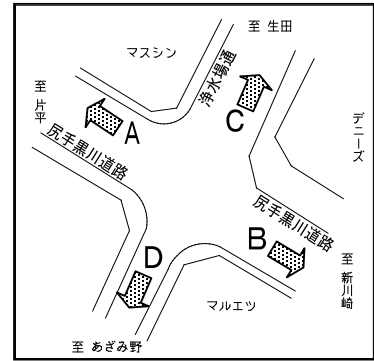 至 生田
マスシン
浄水場通
至 片平
A
C
尻手黒川道路
デニーズ
尻手黒川道路
B
D
至 新川崎
マルエツ
至 あざみ野